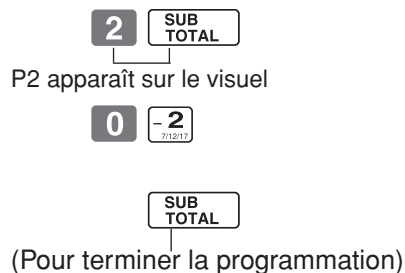 2 SUB
TOTAL
P2 apparaît sur le visuel
0 - 2
7/12/17
SUB
TOTAL
(Pour terminer la programmation)